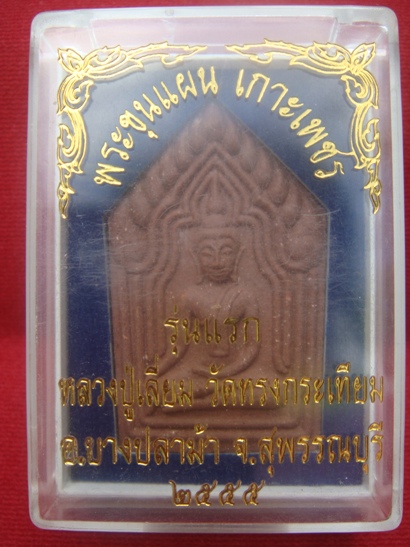 พระขุนแผน เกาะเพชร
รุ่นแรก
หลวงปู่เลี่ยม วัดทรงกระเทียม
อ.บางปลาม้า จ.สุพรรณบุรี
๒๕๕๕